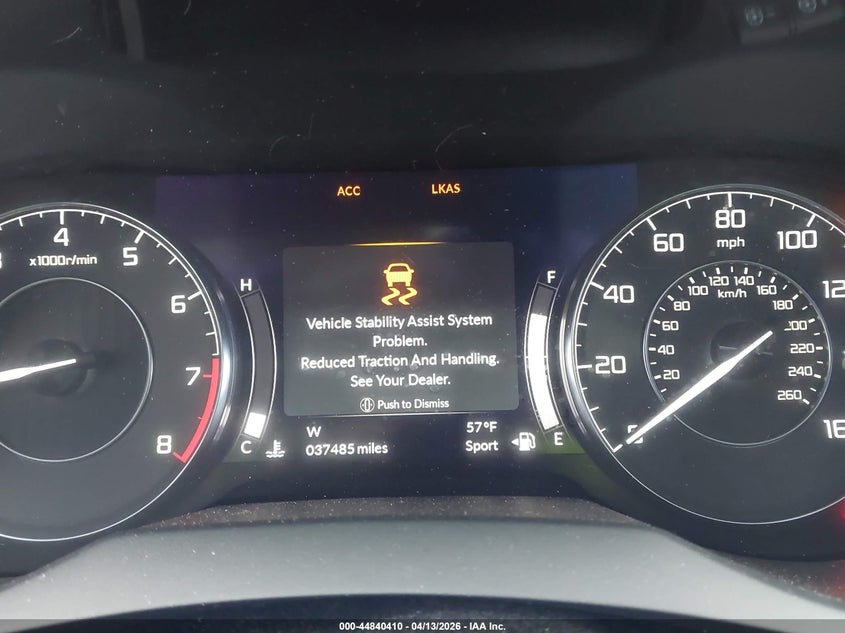 ACC LKAS
3 4 5 6 7 8
x1000r/min
H
C
Vehicle Stability Assist System
Problem.
Reduced Traction And Handling.
See Your Dealer.
Push to Dismiss
W 57°F
037485 miles Sport
F
E
0 20 40 60 80 100
mph
20 40 60 80 100 120 140 160 180 200 220 240 260
km/h
000-44840410 - 04/13/2026 - IAA Inc.